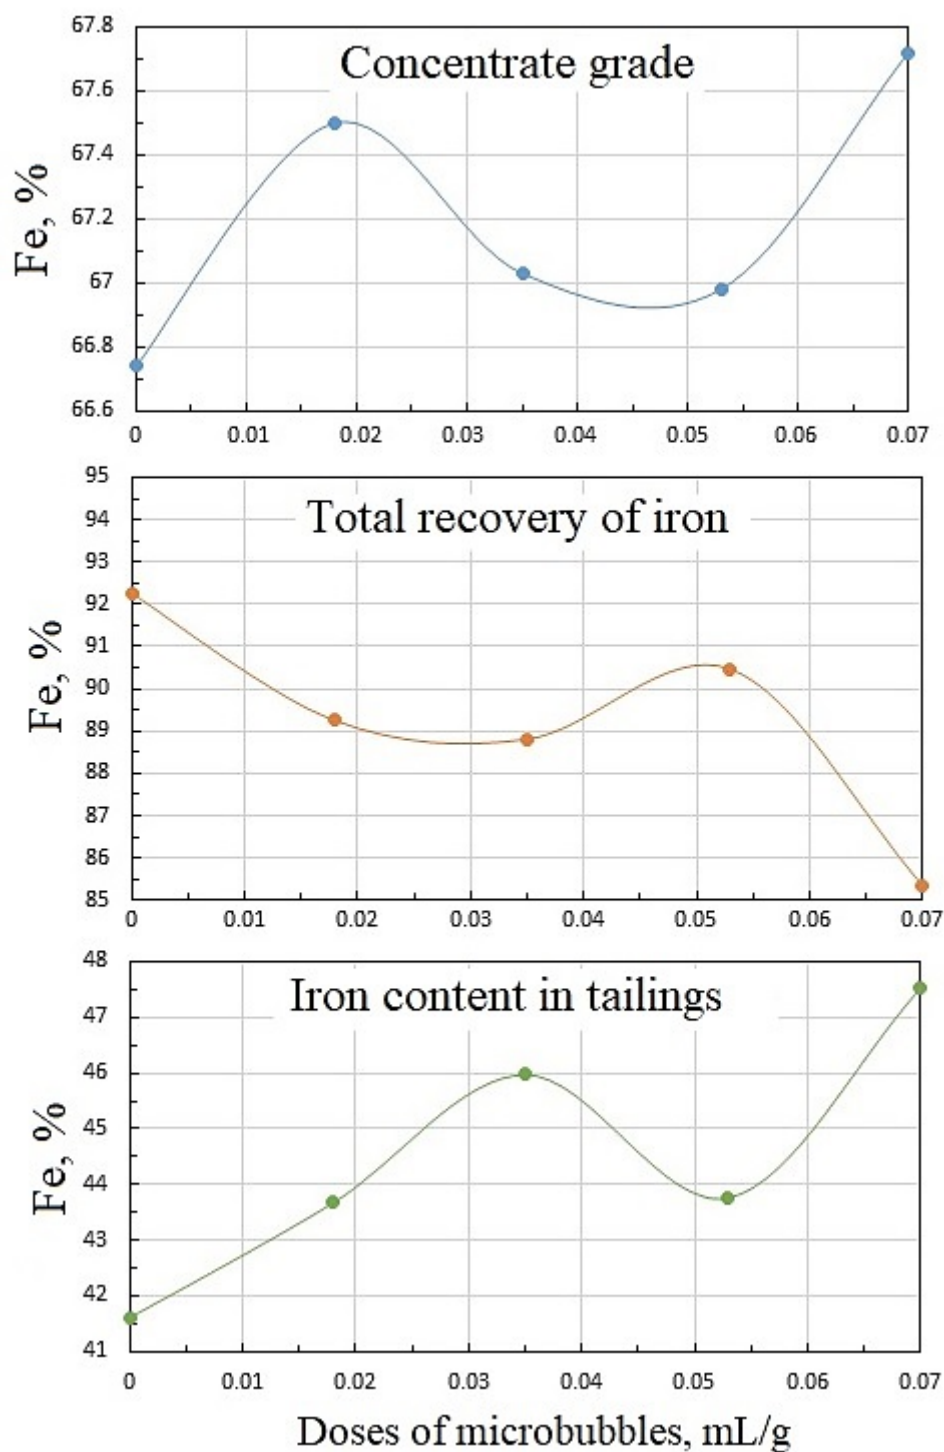 Concentrate grade
Fe, %
67.8
67.6
67.4
67.2
67
66.8
66.6
0 0.01 0.02 0.03 0.04 0.05 0.06 0.07
Total recovery of iron
Fe, %
95
94
93
92
91
90
89
88
87
86
85
0 0.01 0.02 0.03 0.04 0.05 0.06 0.07
Iron content in tailings
Fe, %
48
47
46
45
44
43
42
41
0 0.01 0.02 0.03 0.04 0.05 0.06 0.07
Doses of microbubbles, mL/g